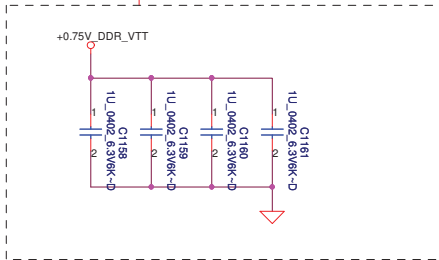 +0.75V_DDR_VTT
1
2
C1158
1U_0402_6.3V6K~D
1
2
C1159
1U_0402_6.3V6K~D
1
2
C1160
1U_0402_6.3V6K~D
1
2
C1161
1U_0402_6.3V6K~D